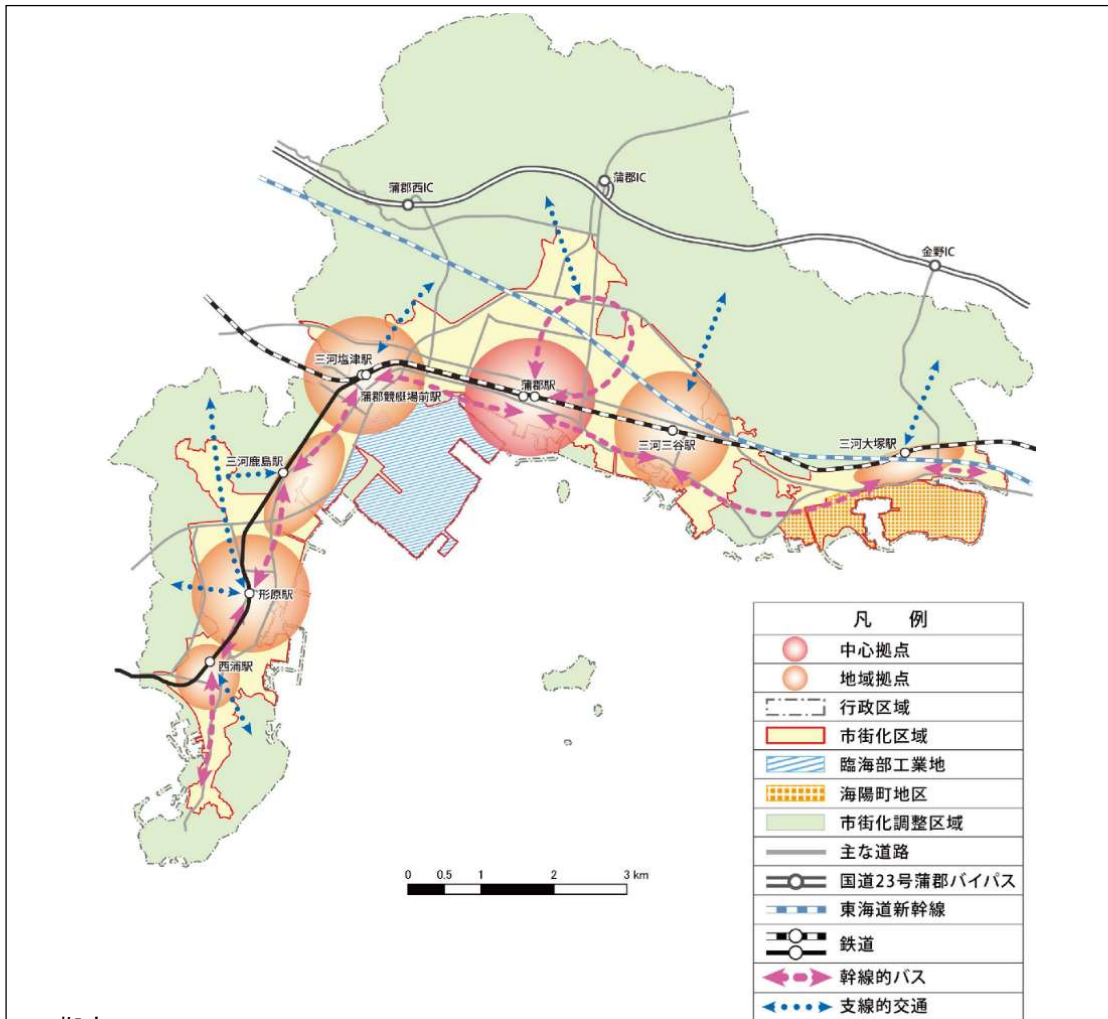 蒲郡西IC
蒲郡IC
金野IC
三河塩津駅
蒲郡競艇場前駅
蒲郡駅
三河三谷駅
三河大塚駅
三河鹿島駅
形原駅
西浦駅
0 0.5 1 2 3 km
凡 例
中心拠点
地域拠点
行政区域
市街化区域
臨海部工業地
海陽町地区
市街化調整区域
主な道路
国道23号蒲郡バイパス
東海道新幹線
鉄道
幹線的バス
支線的交通